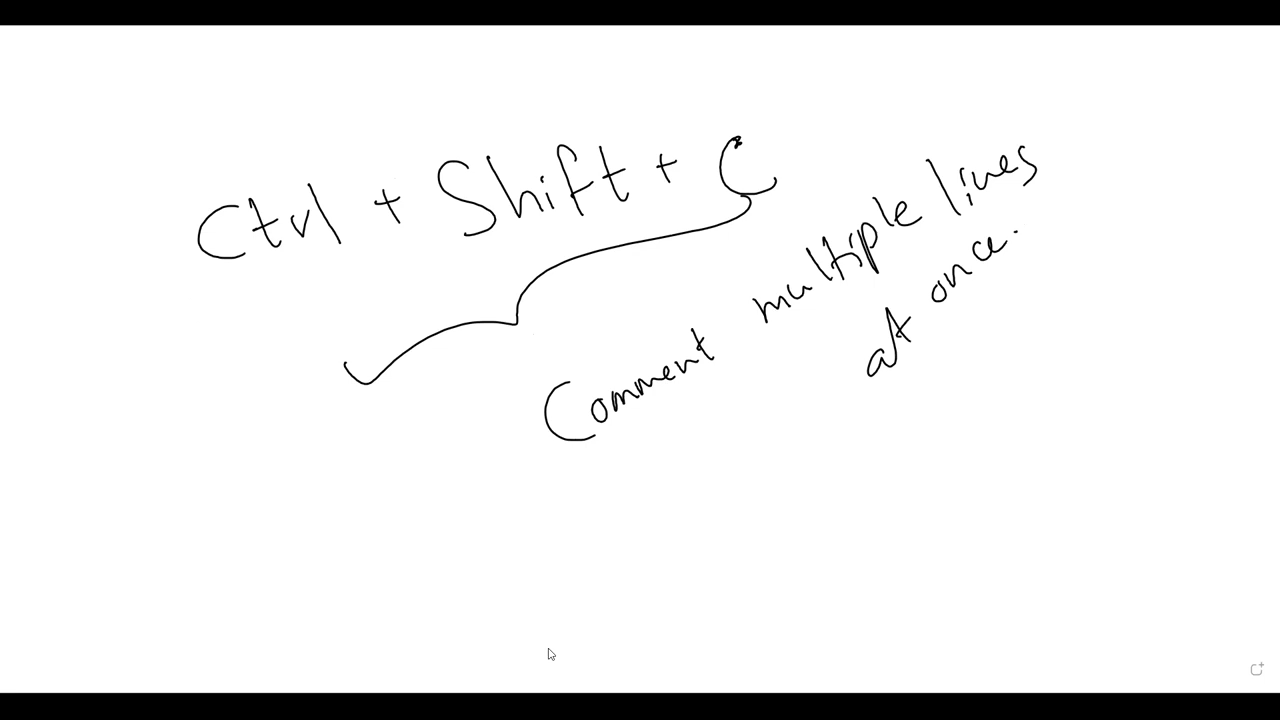 Ctrl + Shift + C
Comment multiple lines
at once.